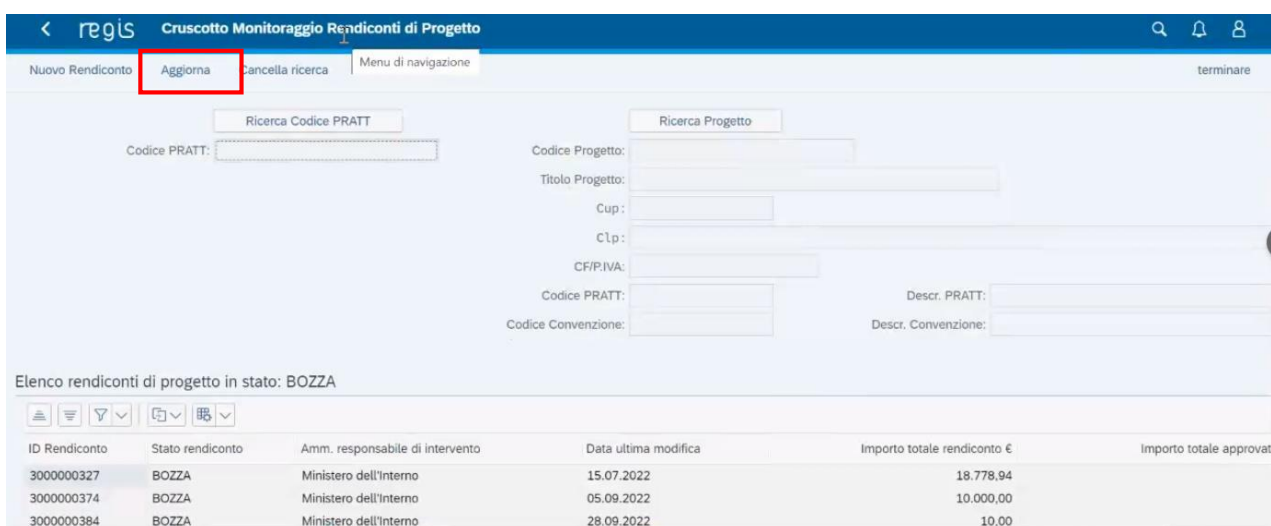 regis Cruscotto Monitoraggio Rendiconti di Progetto
Nuovo Rendiconto Aggiorna Cancella ricerca Menu di navigazione terminare
Ricerca Codice PRATT Ricerca Progetto
Codice PRATT: Codice Progetto:
Titolo Progetto:
Cup:
Clp:
CF/P.IVA:
Codice PRATT: Descr. PRATT:
Codice Convenzione: Descr. Convenzione:
Elenco rendiconti di progetto in stato: BOZZA
ID Rendiconto Stato rendiconto Amm. responsabile di intervento Data ultima modifica Importo totale rendiconto € Importo totale approvat
3000000327 BOZZA Ministero dell'Interno 15.07.2022 18.778,94
3000000374 BOZZA Ministero dell'Interno 05.09.2022 10.000,00
3000000384 BOZZA Ministero dell'Interno 28.09.2022 10,00